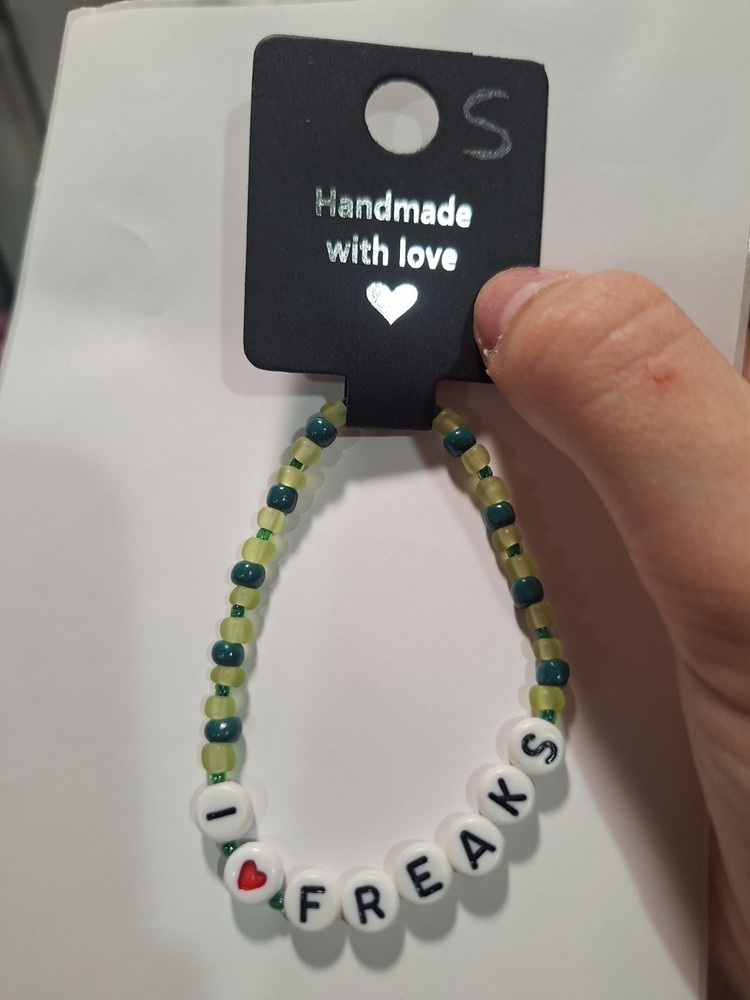 S
Handmade
with love
I ❤ FREAKS